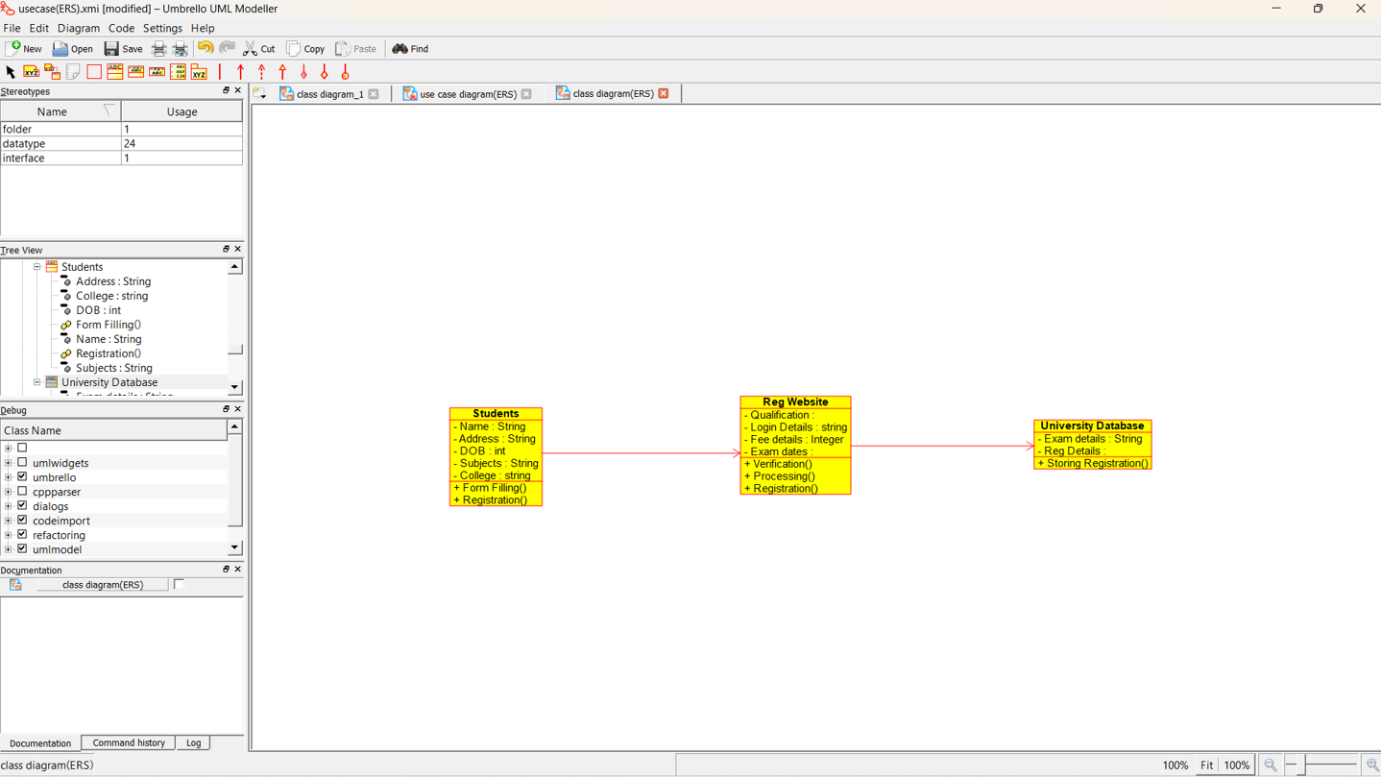 usecase(ERS).xmi [modified] – Umbrello UML Modeller
File Edit Diagram Code Settings Help
New Open Save Cut Copy Paste Find
Stereotypes
Name Usage
folder 1
datatype 24
interface 1
Tree View
Students
Address : String
College : string
DOB : int
Form Filling()
Name : String
Registration()
Subjects : String
University Database
Debug
Class Name
umlwidgets
umbrello
cppparser
dialogs
codeimport
refactoring
umlmodel
Documentation
class diagram(ERS)
Documentation Command history Log
class diagram_1 use case diagram(ERS) class diagram(ERS)
Students
- Name : String
- Address : String
- DOB : int
- Subjects : String
- College : string
+ Form Filling()
+ Registration()
Reg Website
- Qualification :
- Login Details : string
- Fee details : Integer
- Exam dates :
+ Verification()
+ Processing()
+ Registration()
University Database
- Exam details : String
- Reg Details :
+ Storing Registration()
class diagram(ERS) 100% Fit 100%